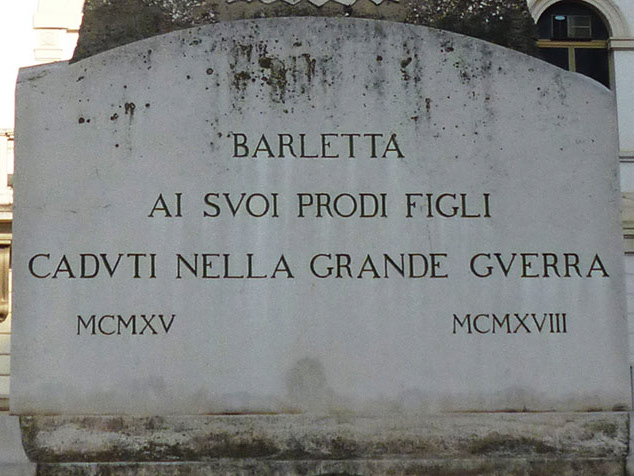 BARLETTA
AI SVOI PRODI FIGLI
CADVTI NELLA GRANDE GVERRA
MCMXV MCMXVIII